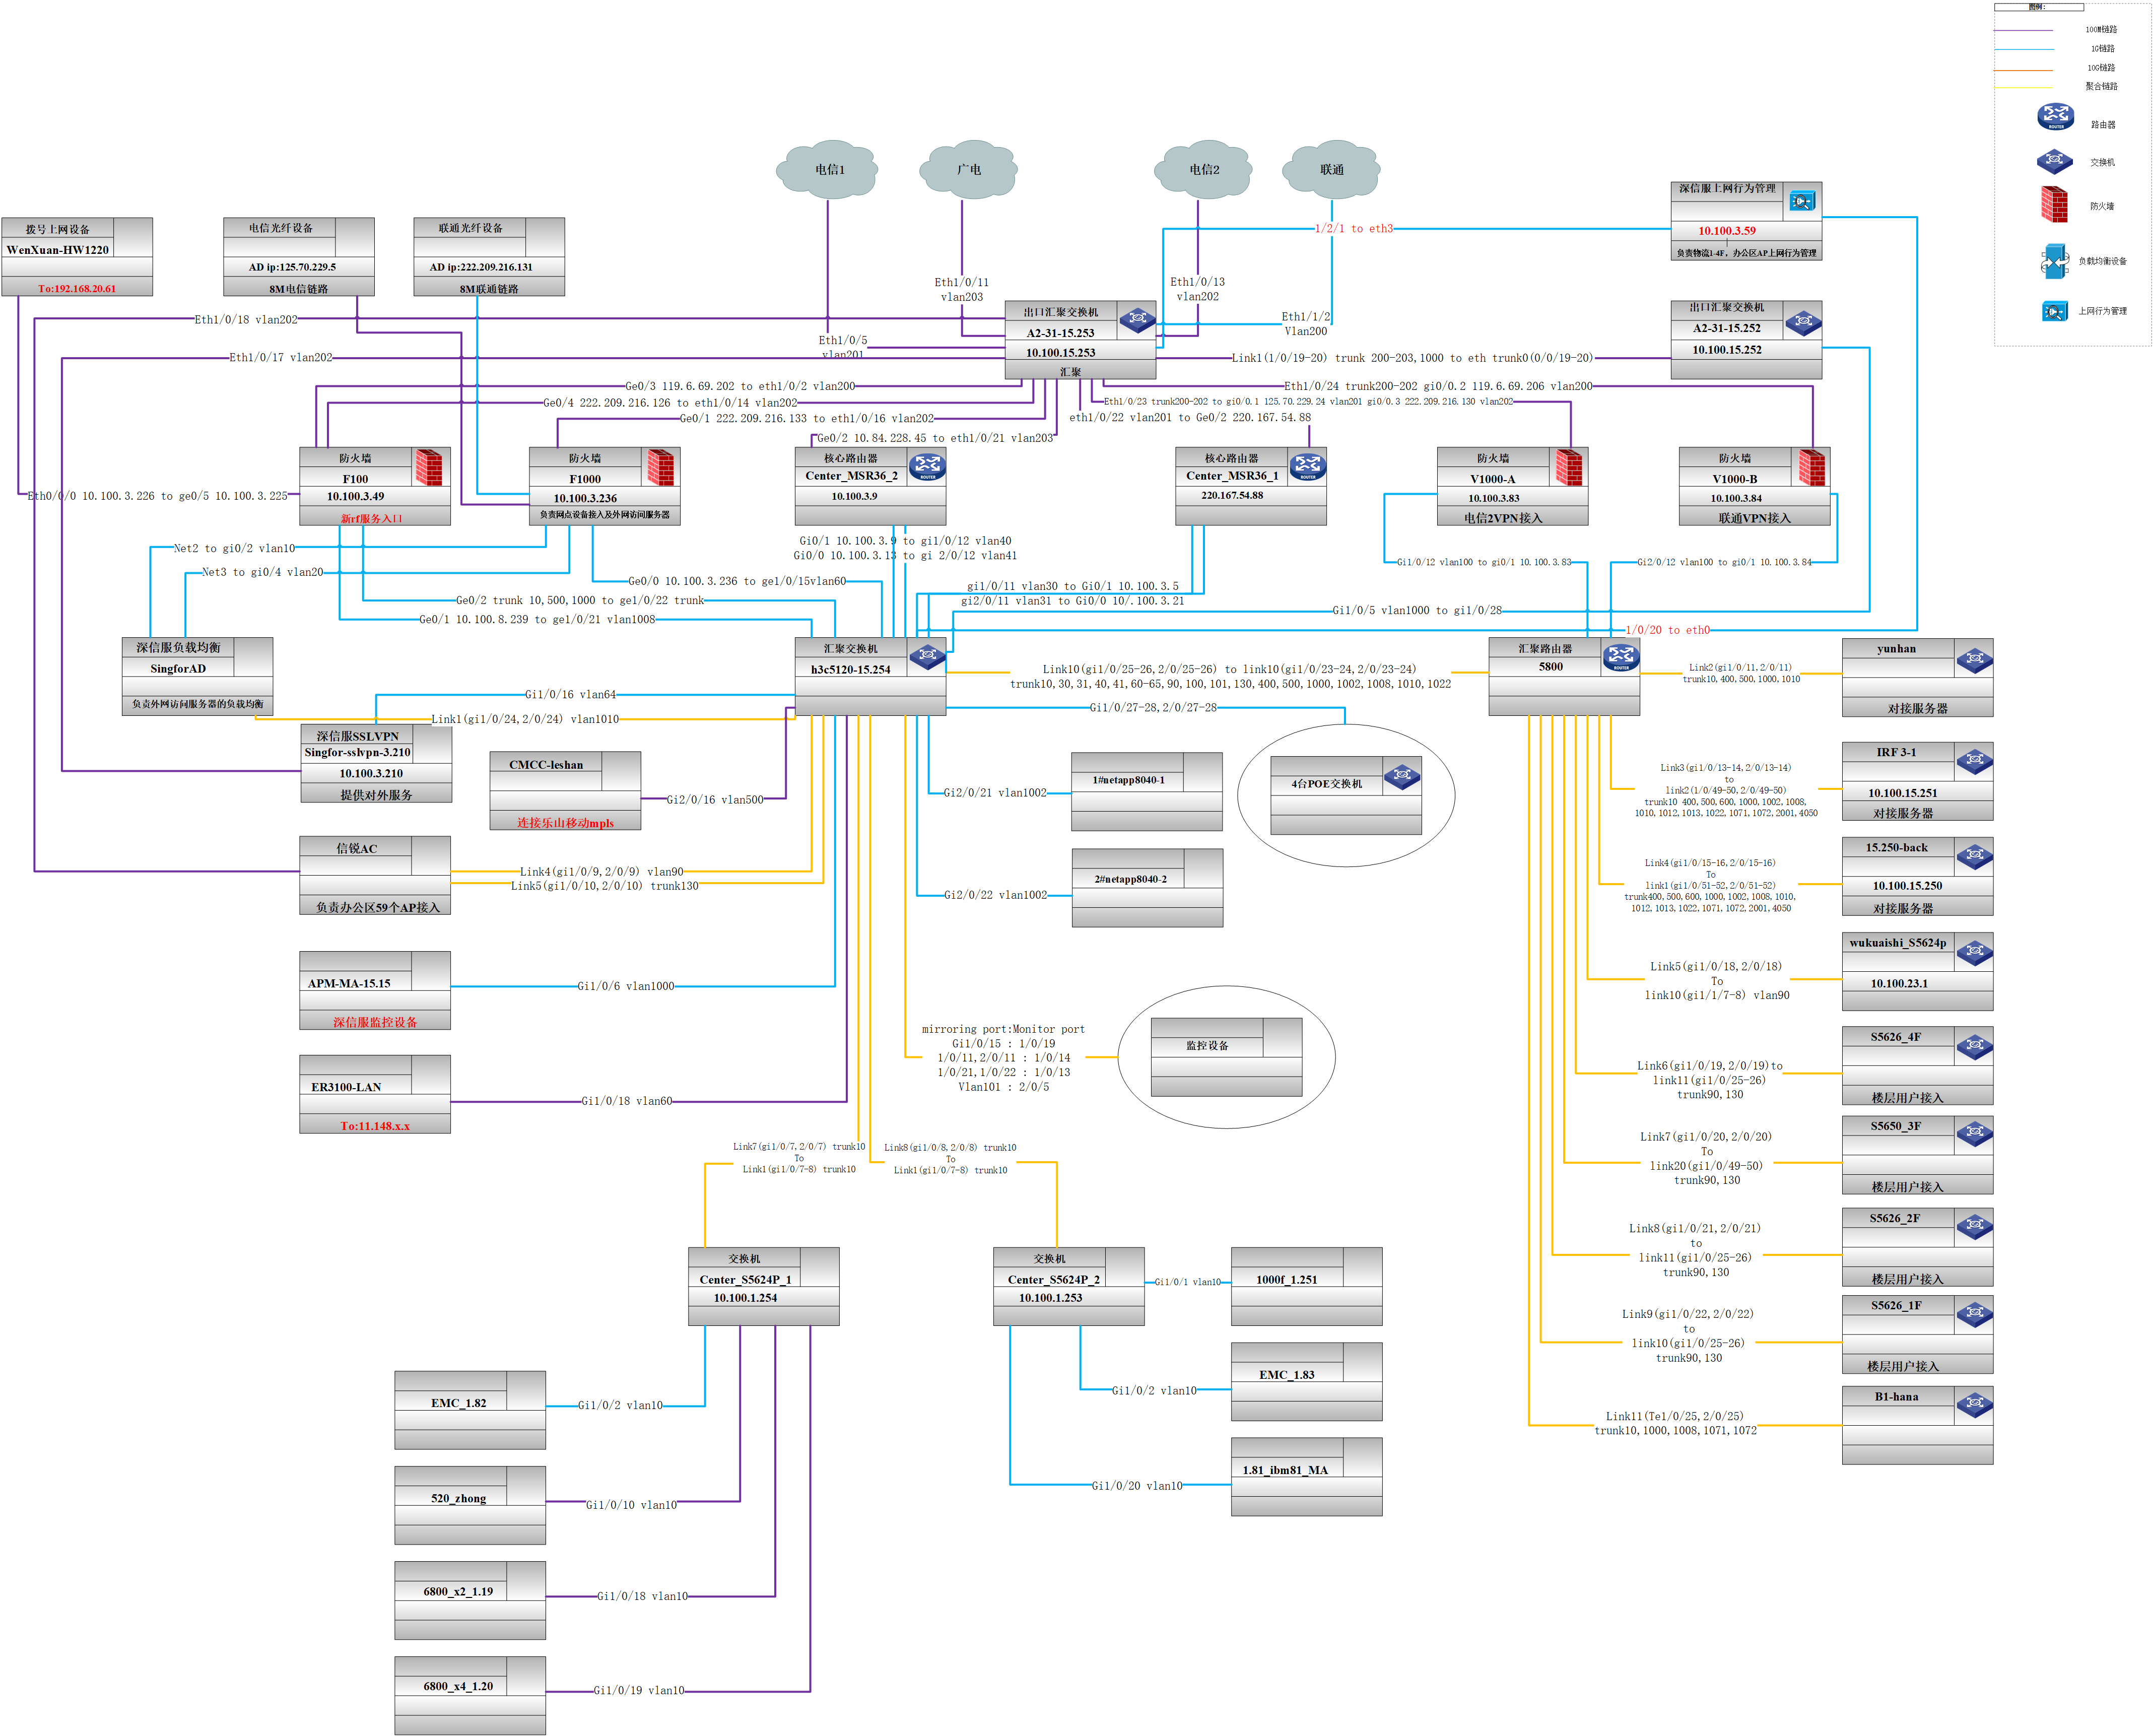 图例:
100M链路
1G链路
10G链路
聚合链路
ROUTER
路由器
交换机
防火墙
负载均衡设备
上网行为管理
电信1
广电
电信2
联通
深信服上网行为管理
10.100.3.59
负责物流1-4F，办公区AP上网行为管理
1/2/1 to eth3
拨号上网设备
WenXuan-HW1220
To:192.168.20.61
电信光纤设备
AD ip:125.70.229.5
8M电信链路
联通光纤设备
AD ip:222.209.216.131
8M联通链路
Eth1/0/11
vlan203
Eth1/0/13
vlan202
Eth1/0/18 vlan202
Eth1/0/5
vlan201
Eth1/1/2
Vlan200
出口汇聚交换机
A2-31-15.253
10.100.15.253
汇聚
出口汇聚交换机
A2-31-15.252
10.100.15.252
Eth1/0/17 vlan202
Link1(1/0/19-20) trunk 200-203,1000 to eth trunk0(0/0/19-20)
Ge0/3 119.6.69.202 to eth1/0/2 vlan200
Eth1/0/24 trunk200-202 gi0/0.2 119.6.69.206 vlan200
Ge0/4 222.209.216.126 to eth1/0/14 vlan202
Eth1/0/23 trunk200-202 to gi0/0.1 125.70.229.24 vlan201 gi0/0.3 222.209.216.130 vlan202
Ge0/1 222.209.216.133 to eth1/0/16 vlan202
eth1/0/22 vlan201 to Ge0/2 220.167.54.88
Ge0/2 10.84.228.45 to eth1/0/21 vlan203
防火墙
F100
10.100.3.49
新rf服务入口
防火墙
F1000
10.100.3.236
负责网点设备接入及外网访问服务器
核心路由器
Center_MSR36_2
ROUTER
10.100.3.9
核心路由器
Center_MSR36_1
ROUTER
220.167.54.88
防火墙
V1000-A
10.100.3.83
电信2VPN接入
防火墙
V1000-B
10.100.3.84
联通VPN接入
Eth0/0/0 10.100.3.226 to ge0/5 10.100.3.225
Net2 to gi0/2 vlan10
Net3 to gi0/4 vlan20
Gi0/1 10.100.3.9 to gi1/0/12 vlan40
Gi0/0 10.100.3.13 to gi 2/0/12 vlan41
Gi1/0/12 vlan100 to gi0/1 10.100.3.83
Gi2/0/12 vlan100 to gi0/1 10.100.3.84
Ge0/0 10.100.3.236 to ge1/0/15vlan60
gi1/0/11 vlan30 to Gi0/1 10.100.3.5
gi2/0/11 vlan31 to Gi0/0 10/.100.3.21
Ge0/2 trunk 10,500,1000 to ge1/0/22 trunk
Gi1/0/5 vlan1000 to gi1/0/28
Ge0/1 10.100.8.239 to ge1/0/21 vlan1008
1/0/20 to eth0
深信服负载均衡
SingforAD
负责外网访问服务器的负载均衡
汇聚交换机
h3c5120-15.254
Link10(gi1/0/25-26,2/0/25-26) to link10(gi1/0/23-24,2/0/23-24)
trunk10,30,31,40,41,60-65,90,100,101,130,400,500,1000,1002,1008,1010,1022
汇聚路由器
5800
ROUTER
Link2(gi1/0/11,2/0/11)
trunk10,400,500,1000,1010
yunhan
对接服务器
Gi1/0/16 vlan64
Link1(gi1/0/24,2/0/24) vlan1010
Gi1/0/27-28,2/0/27-28
深信服SSLVPN
Singfor-sslvpn-3.210
10.100.3.210
提供对外服务
CMCC-leshan
连接乐山移动mpls
Gi2/0/16 vlan500
Gi2/0/21 vlan1002
1#netapp8040-1
4台POE交换机
Link3(gi1/0/13-14,2/0/13-14)
to
link2(1/0/49-50,2/0/49-50)
trunk10 400,500,600,1000,1002,1008,
1010,1012,1013,1022,1071,1072,2001,4050
IRF 3-1
10.100.15.251
对接服务器
信锐AC
负责办公区59个AP接入
Link4(gi1/0/9,2/0/9) vlan90
Link5(gi1/0/10,2/0/10) trunk130
Gi2/0/22 vlan1002
2#netapp8040-2
Link4(gi1/0/15-16,2/0/15-16)
To
link1(gi1/0/51-52,2/0/51-52)
trunk400,500,600,1000,1002,1008,1010,
1012,1013,1022,1071,1072,2001,4050
15.250-back
10.100.15.250
对接服务器
APM-MA-15.15
深信服监控设备
Gi1/0/6 vlan1000
Link5(gi1/0/18,2/0/18)
To
link10(gi1/1/7-8) vlan90
wukuaishi_S5624p
10.100.23.1
mirroring port:Monitor port
Gi1/0/15 : 1/0/19
1/0/11,2/0/11 : 1/0/14
1/0/21,1/0/22 : 1/0/13
Vlan101 : 2/0/5
监控设备
ER3100-LAN
To:11.148.x.x
Gi1/0/18 vlan60
Link6(gi1/0/19,2/0/19)to
link11(gi1/0/25-26)
trunk90,130
S5626_4F
楼层用户接入
Link7(gi1/0/7,2/0/7) trunk10
To
Link1(gi1/0/7-8) trunk10
Link8(gi1/0/8,2/0/8) trunk10
To
Link1(gi1/0/7-8) trunk10
Link7(gi1/0/20,2/0/20)
To
link20(gi1/0/49-50)
trunk90,130
S5650_3F
楼层用户接入
Link8(gi1/0/21,2/0/21)
to
link11(gi1/0/25-26)
trunk90,130
S5626_2F
楼层用户接入
交换机
Center_S5624P_1
10.100.1.254
交换机
Center_S5624P_2
10.100.1.253
Gi1/0/1 vlan10
1000f_1.251
Link9(gi1/0/22,2/0/22)
to
link10(gi1/0/25-26)
trunk90,130
S5626_1F
楼层用户接入
EMC_1.82
Gi1/0/2 vlan10
Gi1/0/2 vlan10
EMC_1.83
Link11(Te1/0/25,2/0/25)
trunk10,1000,1008,1071,1072
B1-hana
520_zhong
Gi1/0/10 vlan10
Gi1/0/20 vlan10
1.81_ibm81_MA
6800_x2_1.19
Gi1/0/18 vlan10
6800_x4_1.20
Gi1/0/19 vlan10